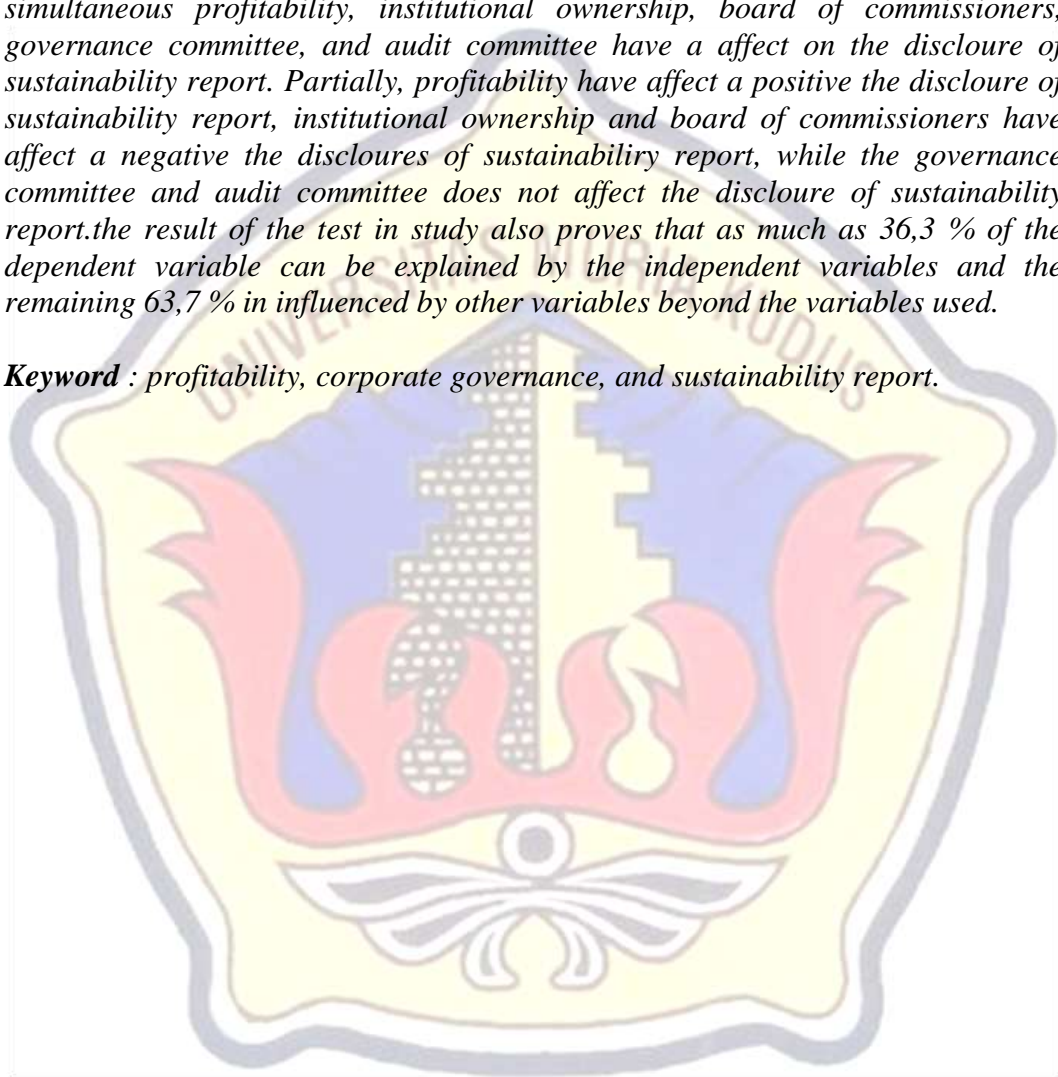 simultaneous profitability, institutional ownership, board of commissioners,
governance committee, and audit committee have a affect on the discloure of
sustainability report. Partially, profitability have affect a positive the discloure of
sustainability report, institutional ownership and board of commissioners have
affect a negative the discloures of sustainabiliry report, while the governance
committee and audit committee does not affect the discloure of sustainability
report.the result of the test in study also proves that as much as 36,3 % of the
dependent variable can be explained by the independent variables and the
remaining 63,7 % in influenced by other variables beyond the variables used.
Keyword : profitability, corporate governance, and sustainability report.
UNIVERSITAS MURIA KUDUS